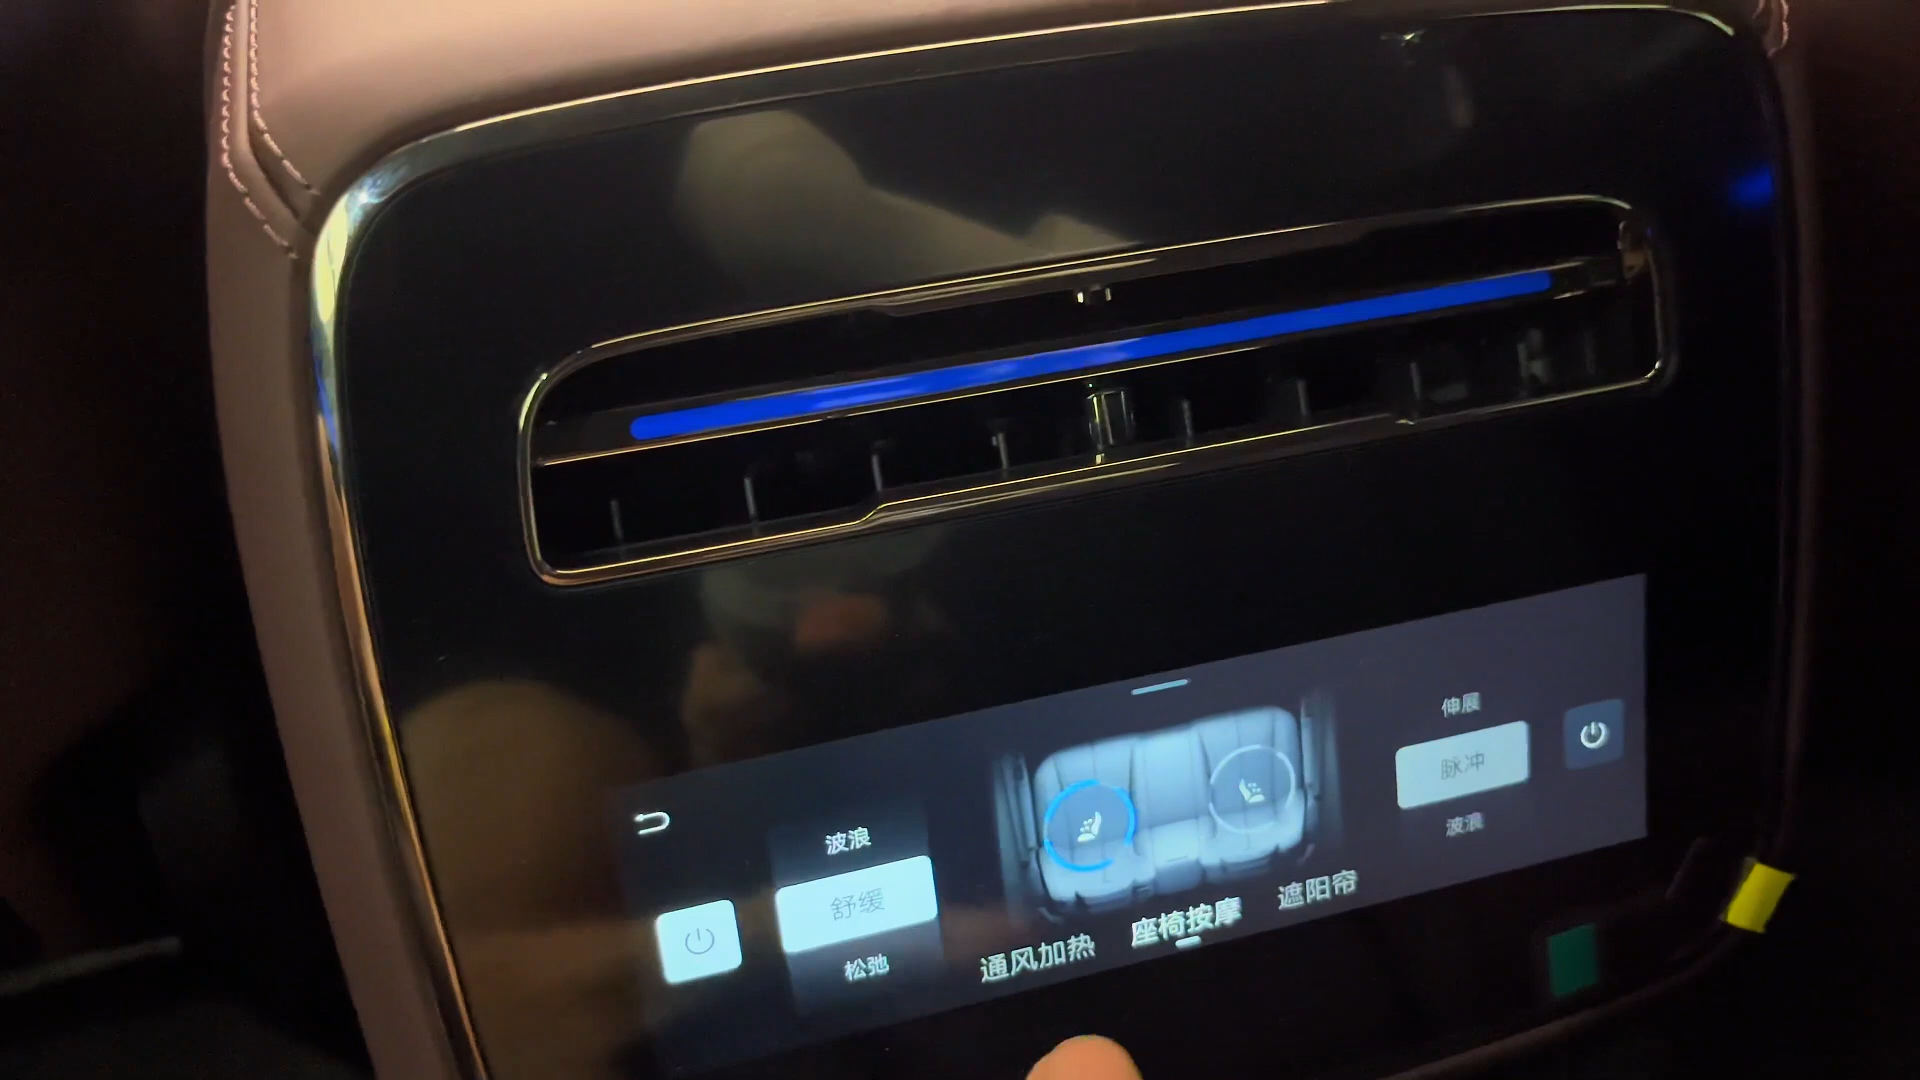 波浪
舒缓
松弛
伸展
脉冲
波浪
通风加热 座椅按摩 遮阳帘